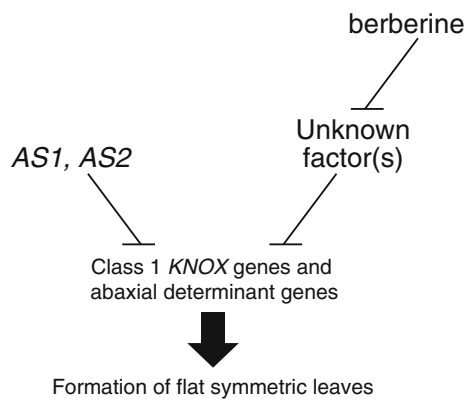 berberine
Unknown
factor(s)
AS1, AS2
Class 1 KNOX genes and
abaxial determinant genes
Formation of flat symmetric leaves